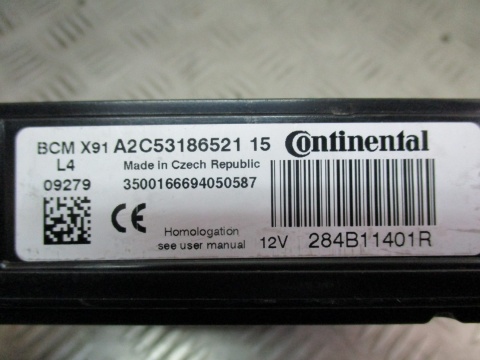 BCM X91 A2C53186521 15 Continental
L4 Made in Czech Republic
09279 3500166694050587
CE
Homologation
see user manual 12V 284B11401R